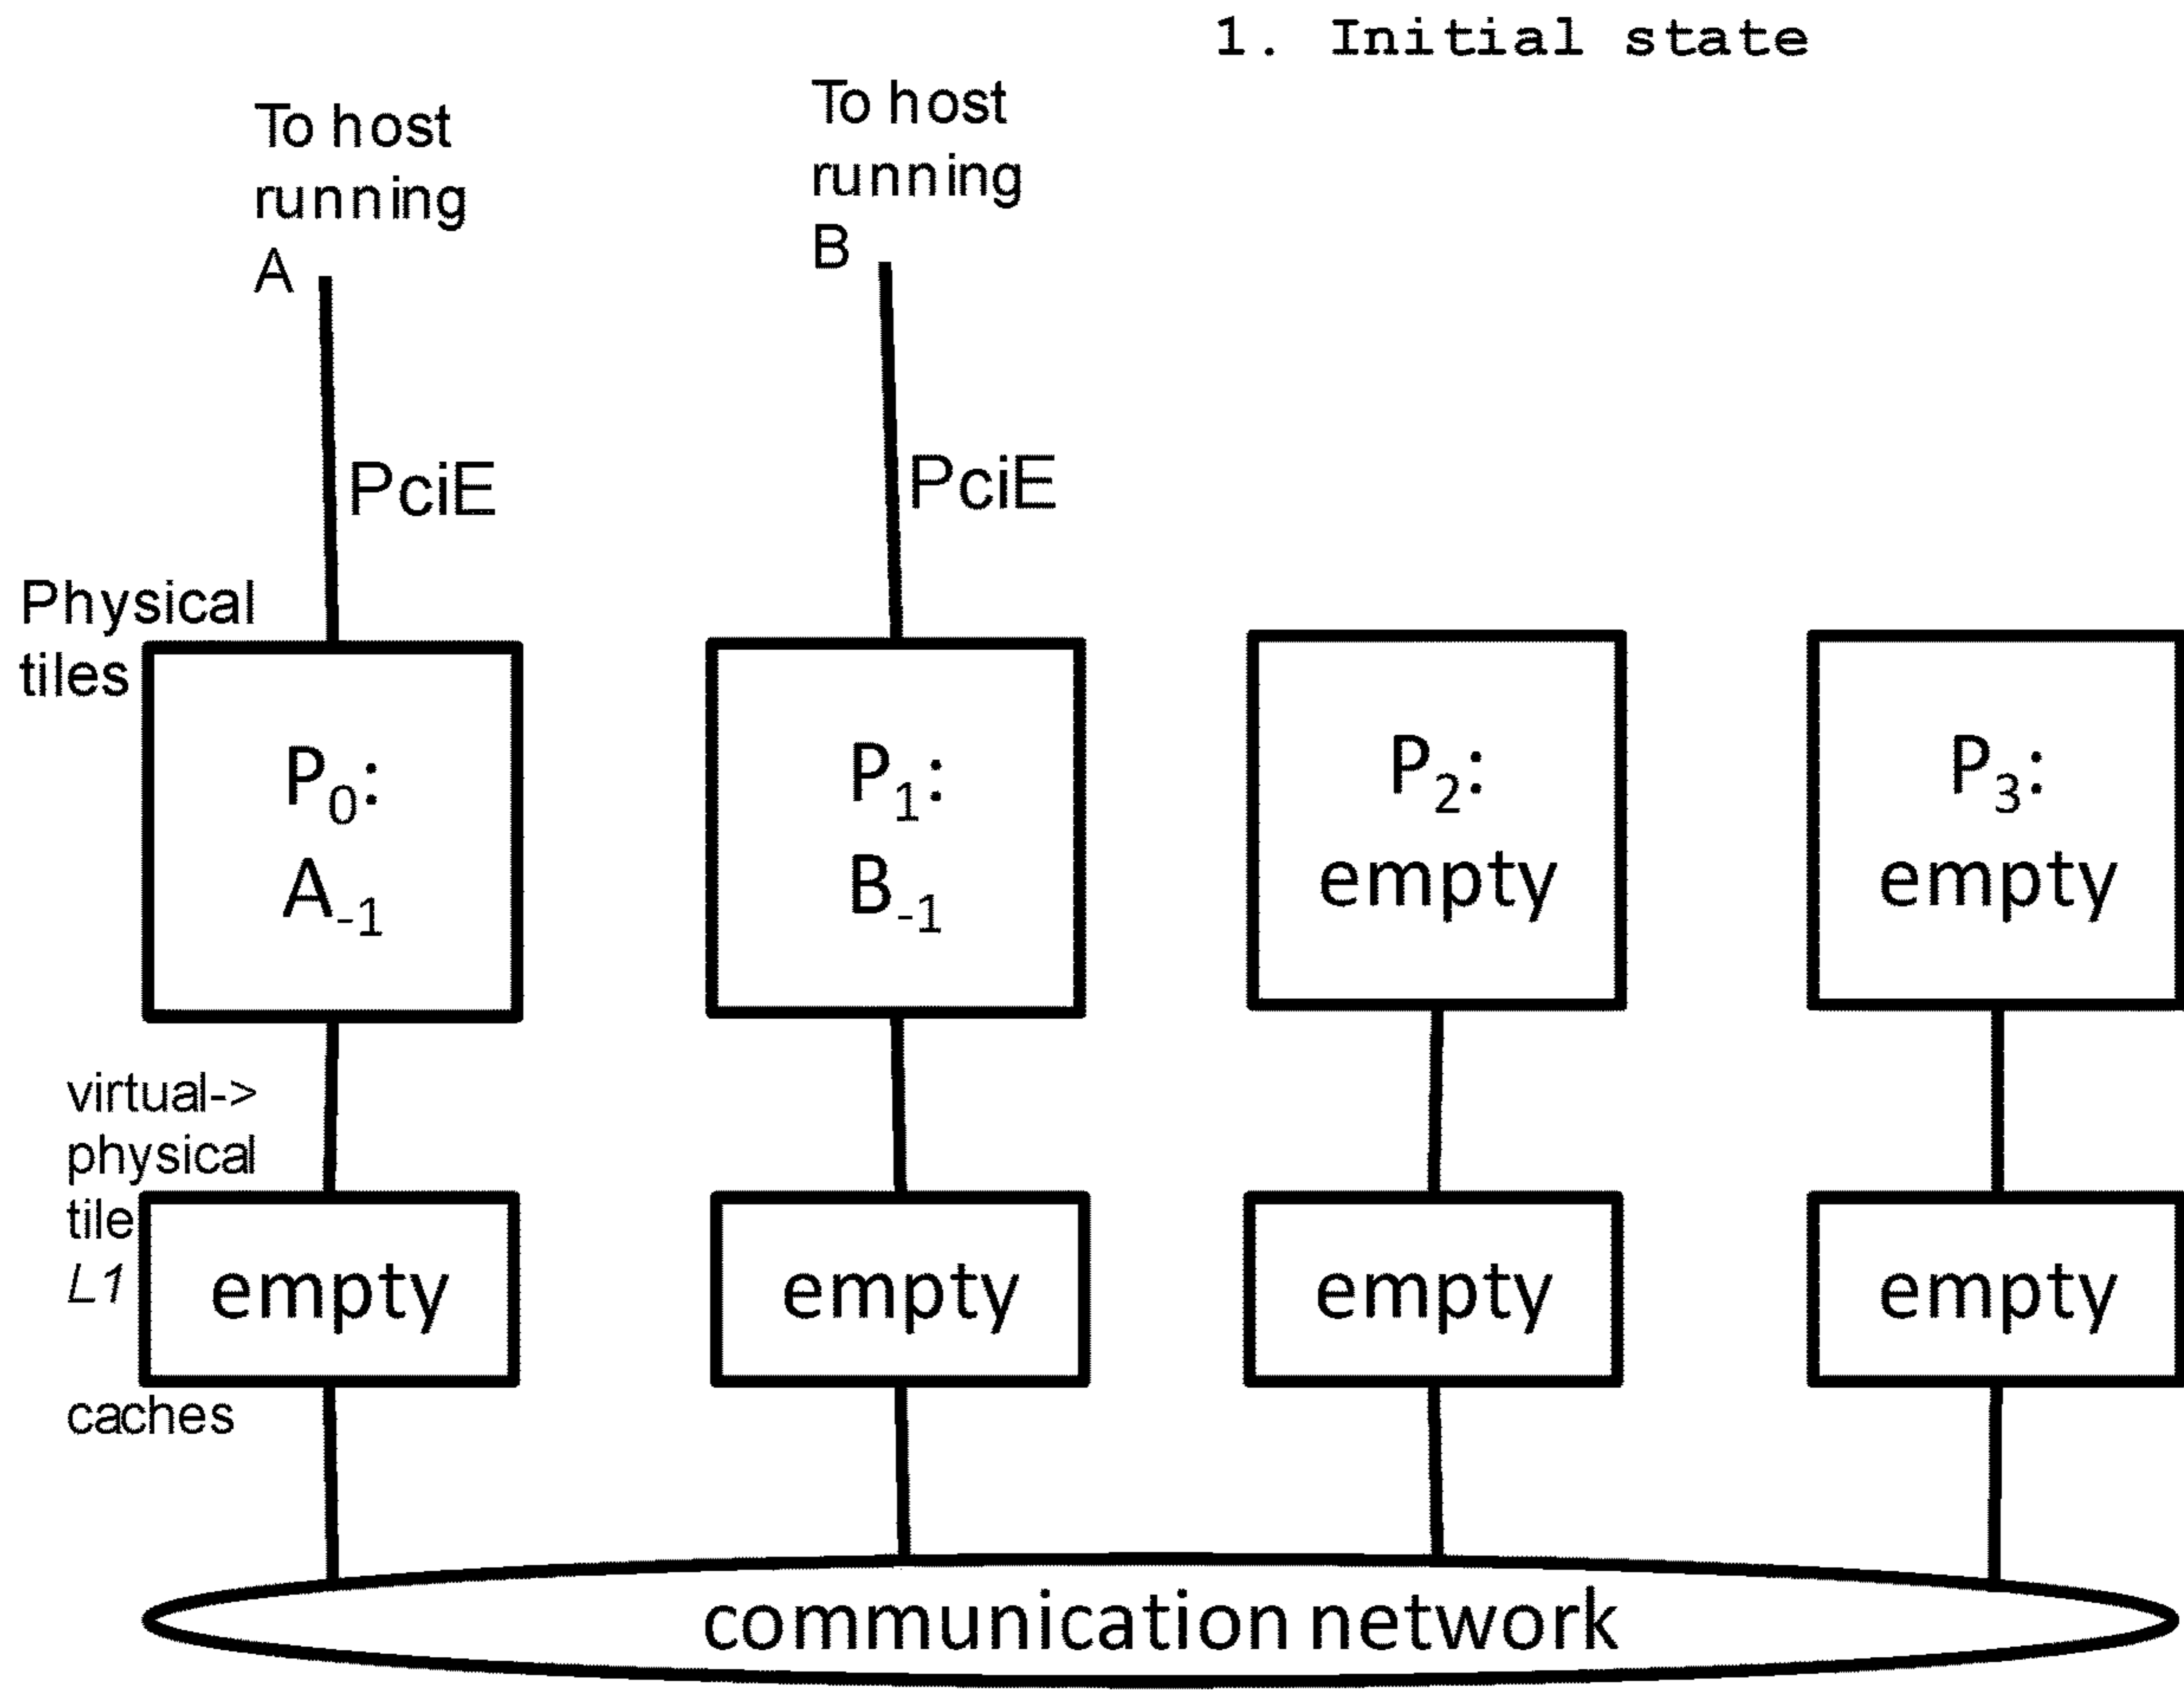 1. Initial state
To host
running
A
To host
running
B
PciE
PciE
Physical
tiles
P₀:
A₋₁
P₁:
B₋₁
P₂:
empty
P₃:
empty
virtual->
physical
tile
L1
caches
empty
empty
empty
empty
communication network